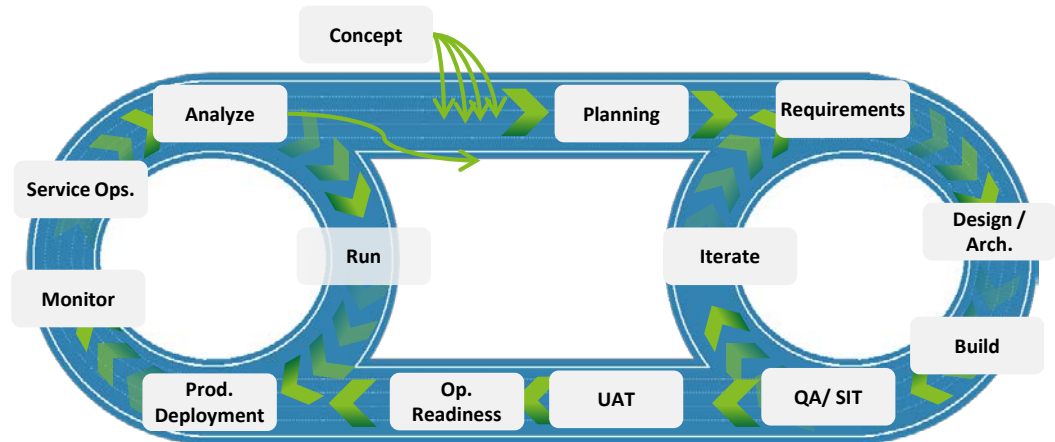 Concept
Analyze
Planning
Requirements
Service Ops.
Design /
Arch.
Run
Iterate
Monitor
Build
Prod.
Deployment
Op.
Readiness
UAT
QA/ SIT